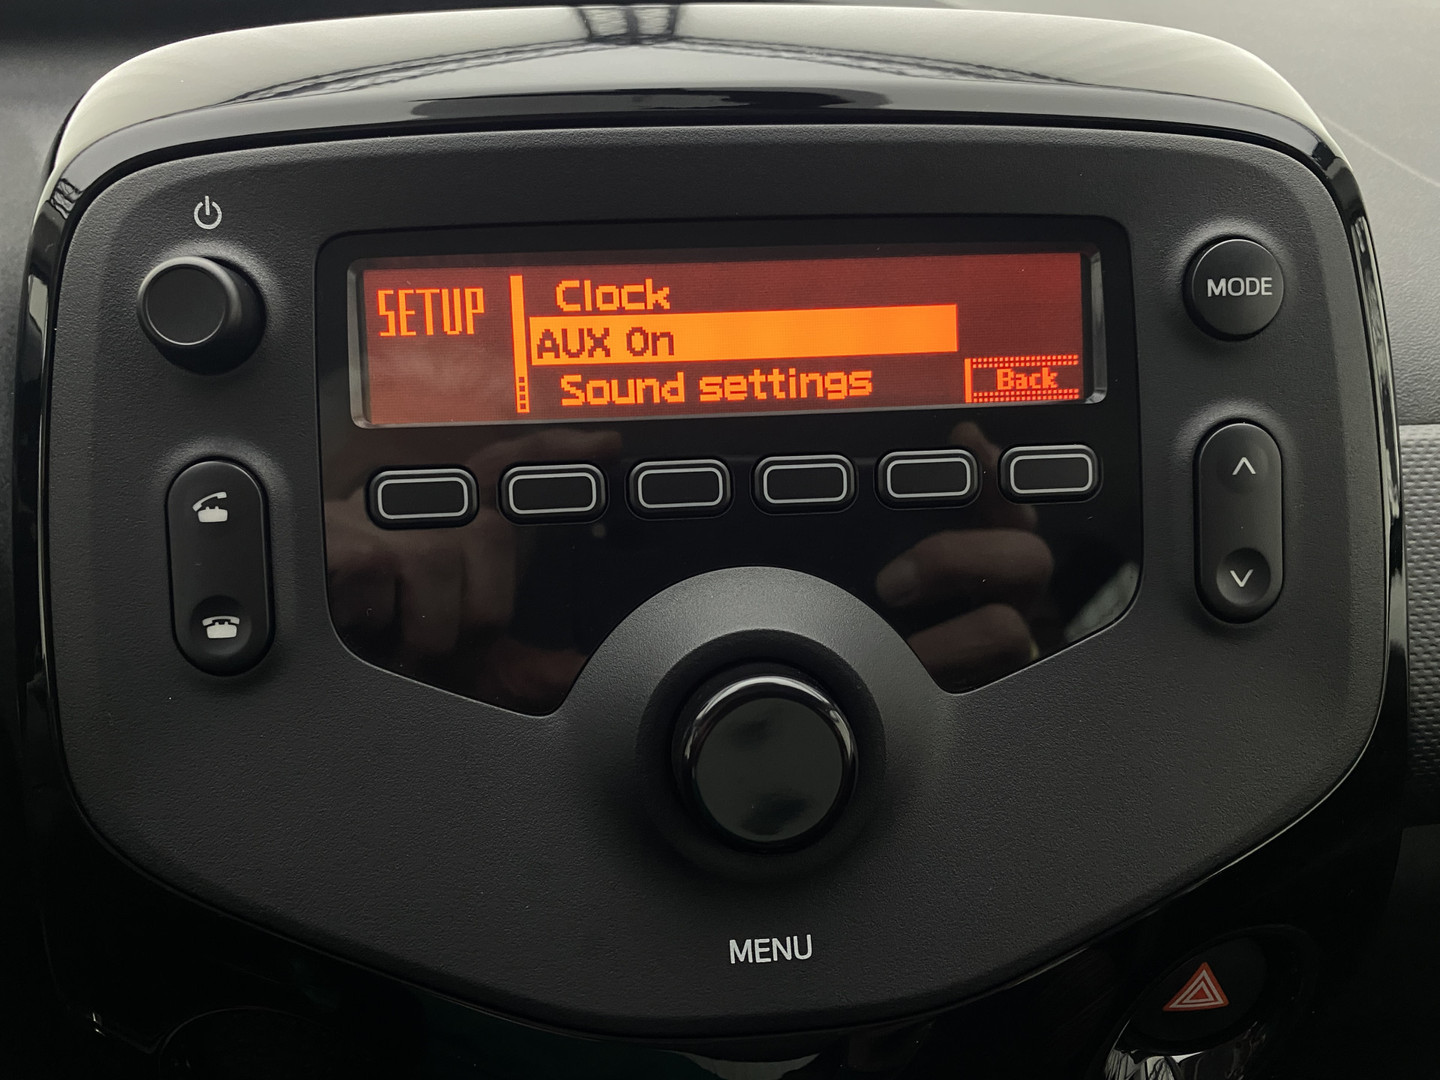 SETUP
Clock
AUX On
Sound settings
Back
MODE
MENU